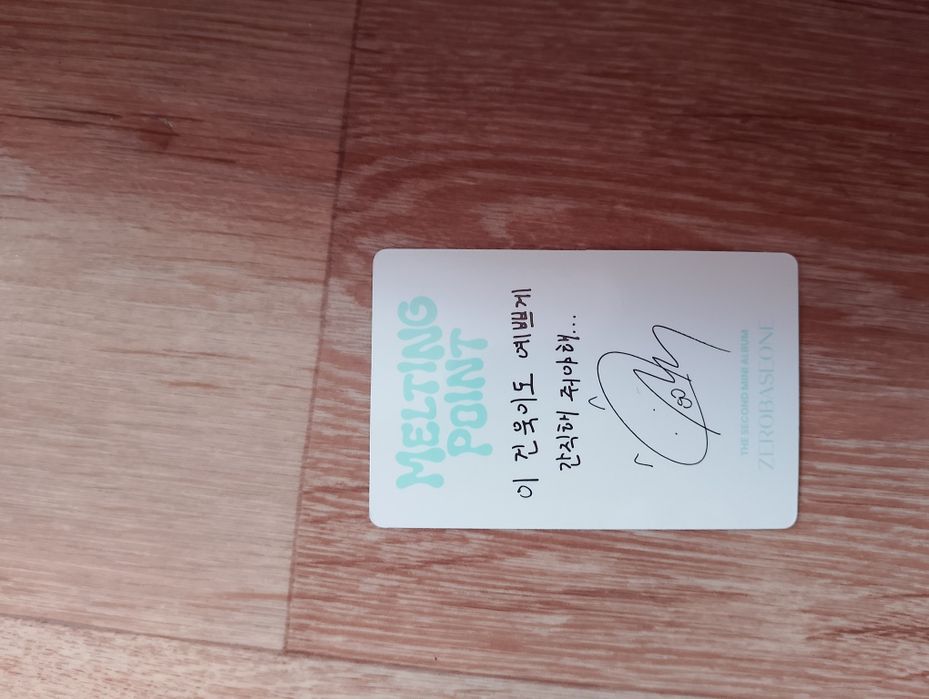 MELTING
POINT
이 건욱이도 예쁘게
간직해 줘야해...
THE SECOND MINI ALBUM
ZEROBASEONE